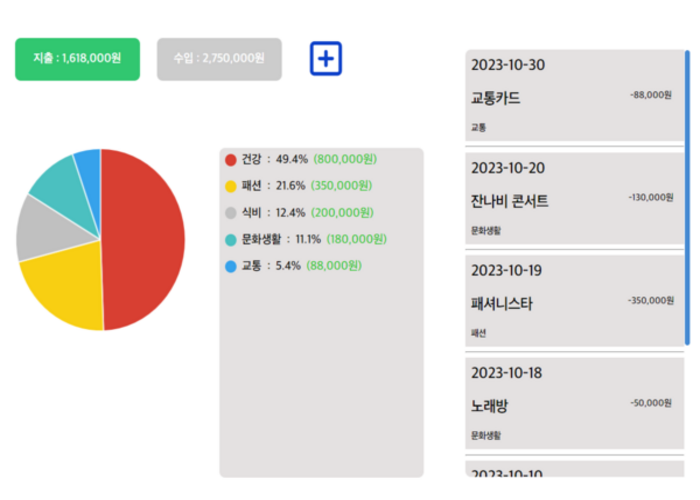 지출 : 1,618,000원
수입 : 2,750,000원
건강 : 49.4% (800,000원)
패션 : 21.6% (350,000원)
식비 : 12.4% (200,000원)
문화생활 : 11.1% (180,000원)
교통 : 5.4% (88,000원)
2023-10-30
교통카드 -88,000원
교통
2023-10-20
잔나비 콘서트 -130,000원
문화생활
2023-10-19
패셔니스타 -350,000원
패션
2023-10-18
노래방 -50,000원
문화생활
2023-10-10